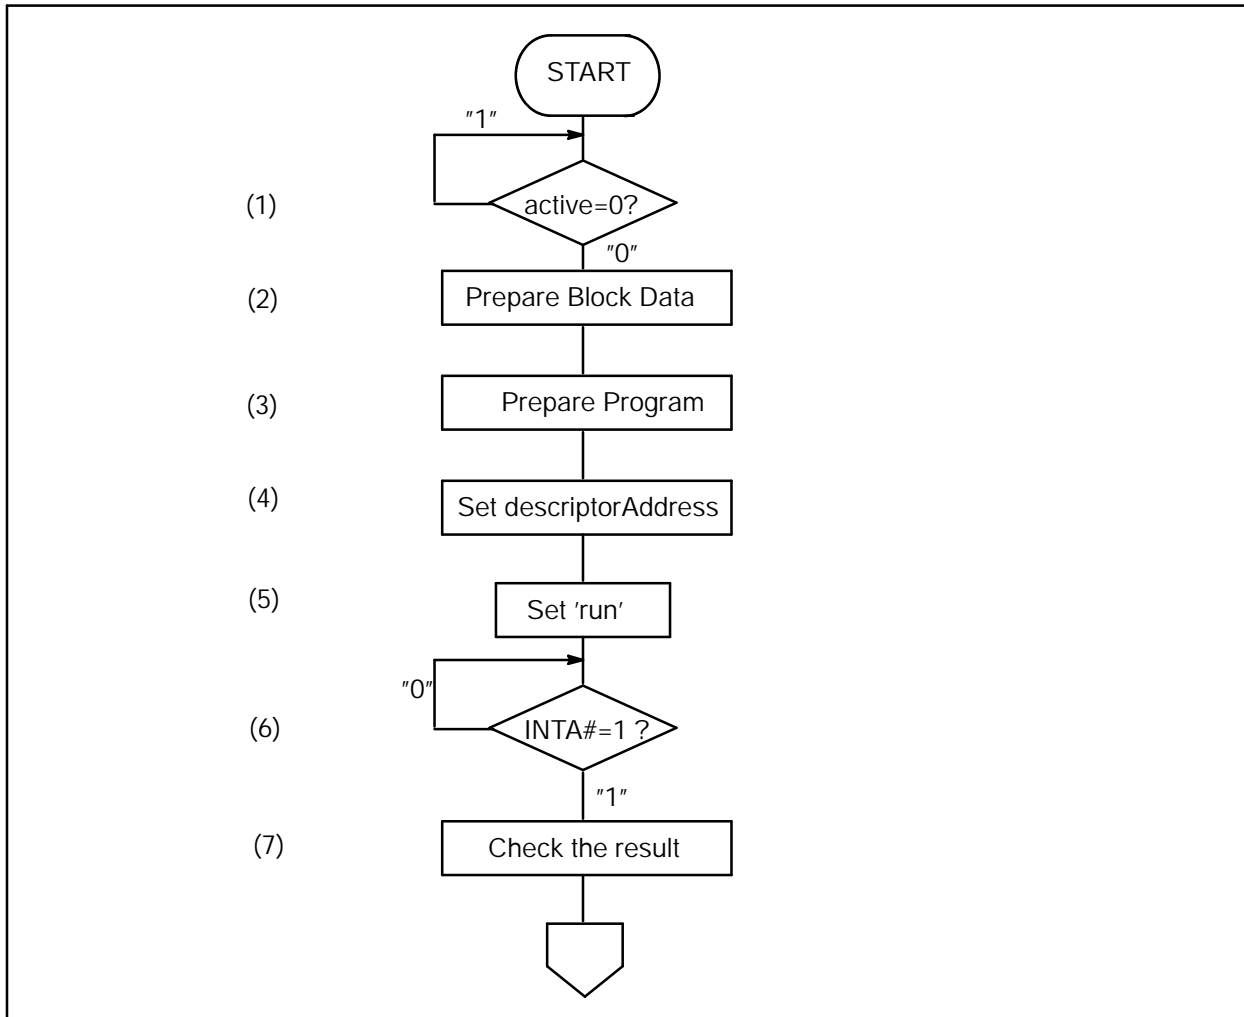 START
"1"
(1)
active=0?
"0"
(2)
Prepare Block Data
(3)
Prepare Program
(4)
Set descriptorAddress
(5)
Set 'run'
"0"
(6)
INTA#=1 ?
"1"
(7)
Check the result